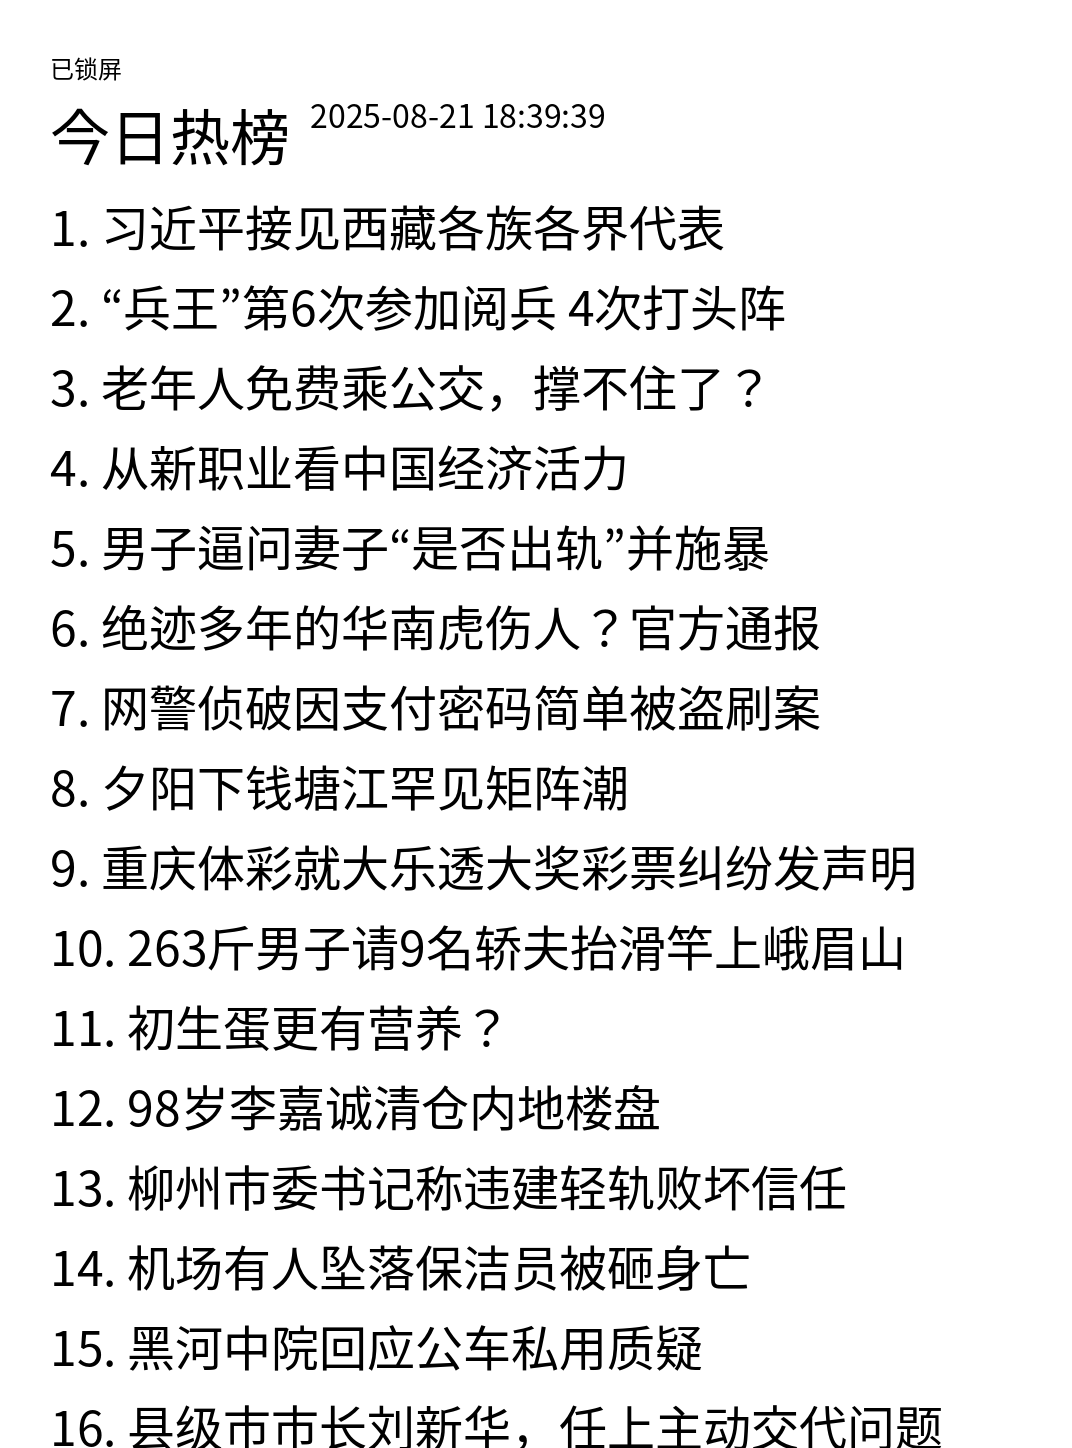 已锁屏
今日热榜 2025-08-21 18:39:39
1. 习近平接见西藏各族各界代表
2. “兵王”第6次参加阅兵 4次打头阵
3. 老年人免费乘公交，撑不住了？
4. 从新职业看中国经济活力
5. 男子逼问妻子“是否出轨”并施暴
6. 绝迹多年的华南虎伤人？官方通报
7. 网警侦破因支付密码简单被盗刷案
8. 夕阳下钱塘江罕见矩阵潮
9. 重庆体彩就大乐透大奖彩票纠纷发声明
10. 263斤男子请9名轿夫抬滑竿上峨眉山
11. 初生蛋更有营养？
12. 98岁李嘉诚清仓内地楼盘
13. 柳州市委书记称违建轻轨败坏信任
14. 机场有人坠落保洁员被砸身亡
15. 黑河中院回应公车私用质疑
16. 县级市市长刘新华，任上主动交代问题